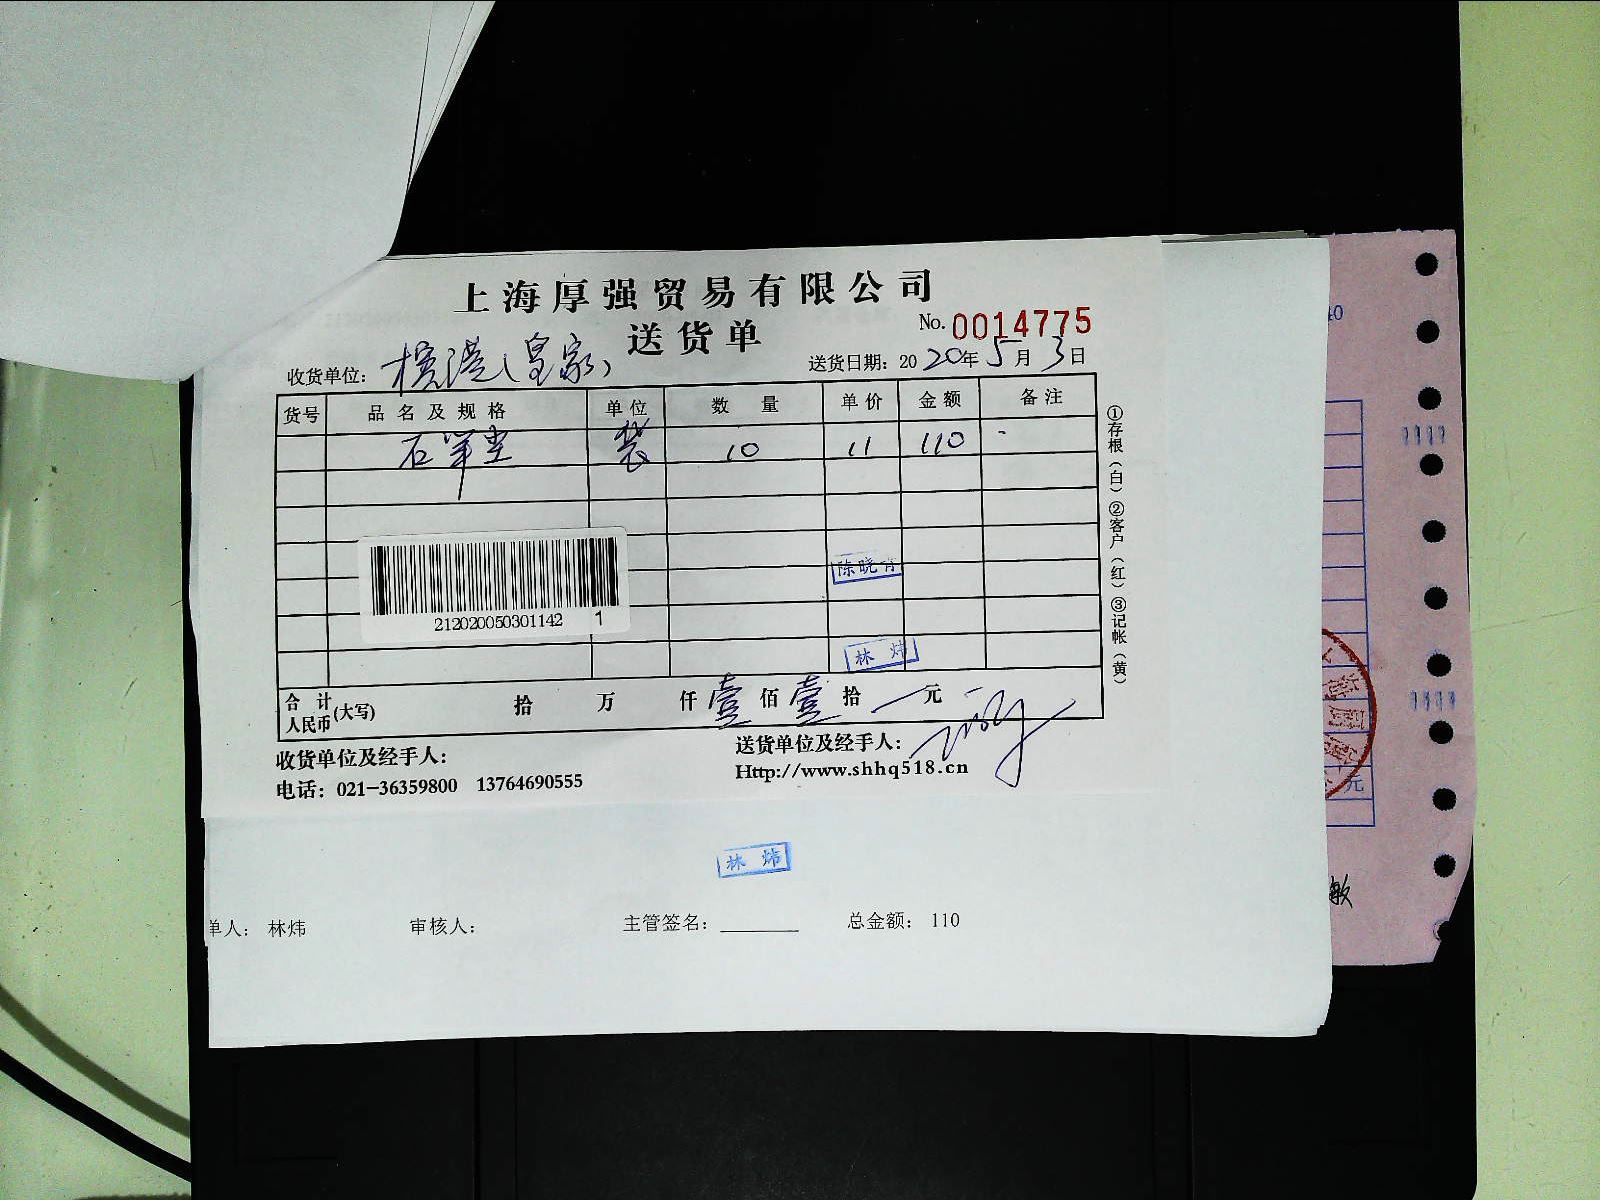 上海厚强贸易有限公司
送货单
No. 0014775
收货单位: 横港(皇家)
送货日期: 2020年5月3日
货号 品名及规格 单位 数量 单价 金额 备注
袋 10 11 110
陈晓
林炜
212020050301142 1
合计人民币(大写) 拾 万 仟 壹 佰 壹 拾 一 元
收货单位及经手人:
送货单位及经手人:
电话: 021-36359800 13764690555
Http://www.shhq518.cn
①存根(白) ②客户(红) ③记帐(黄)
林炜
单人: 林炜 审核人: 主管签名: 总金额: 110
40
元
敏